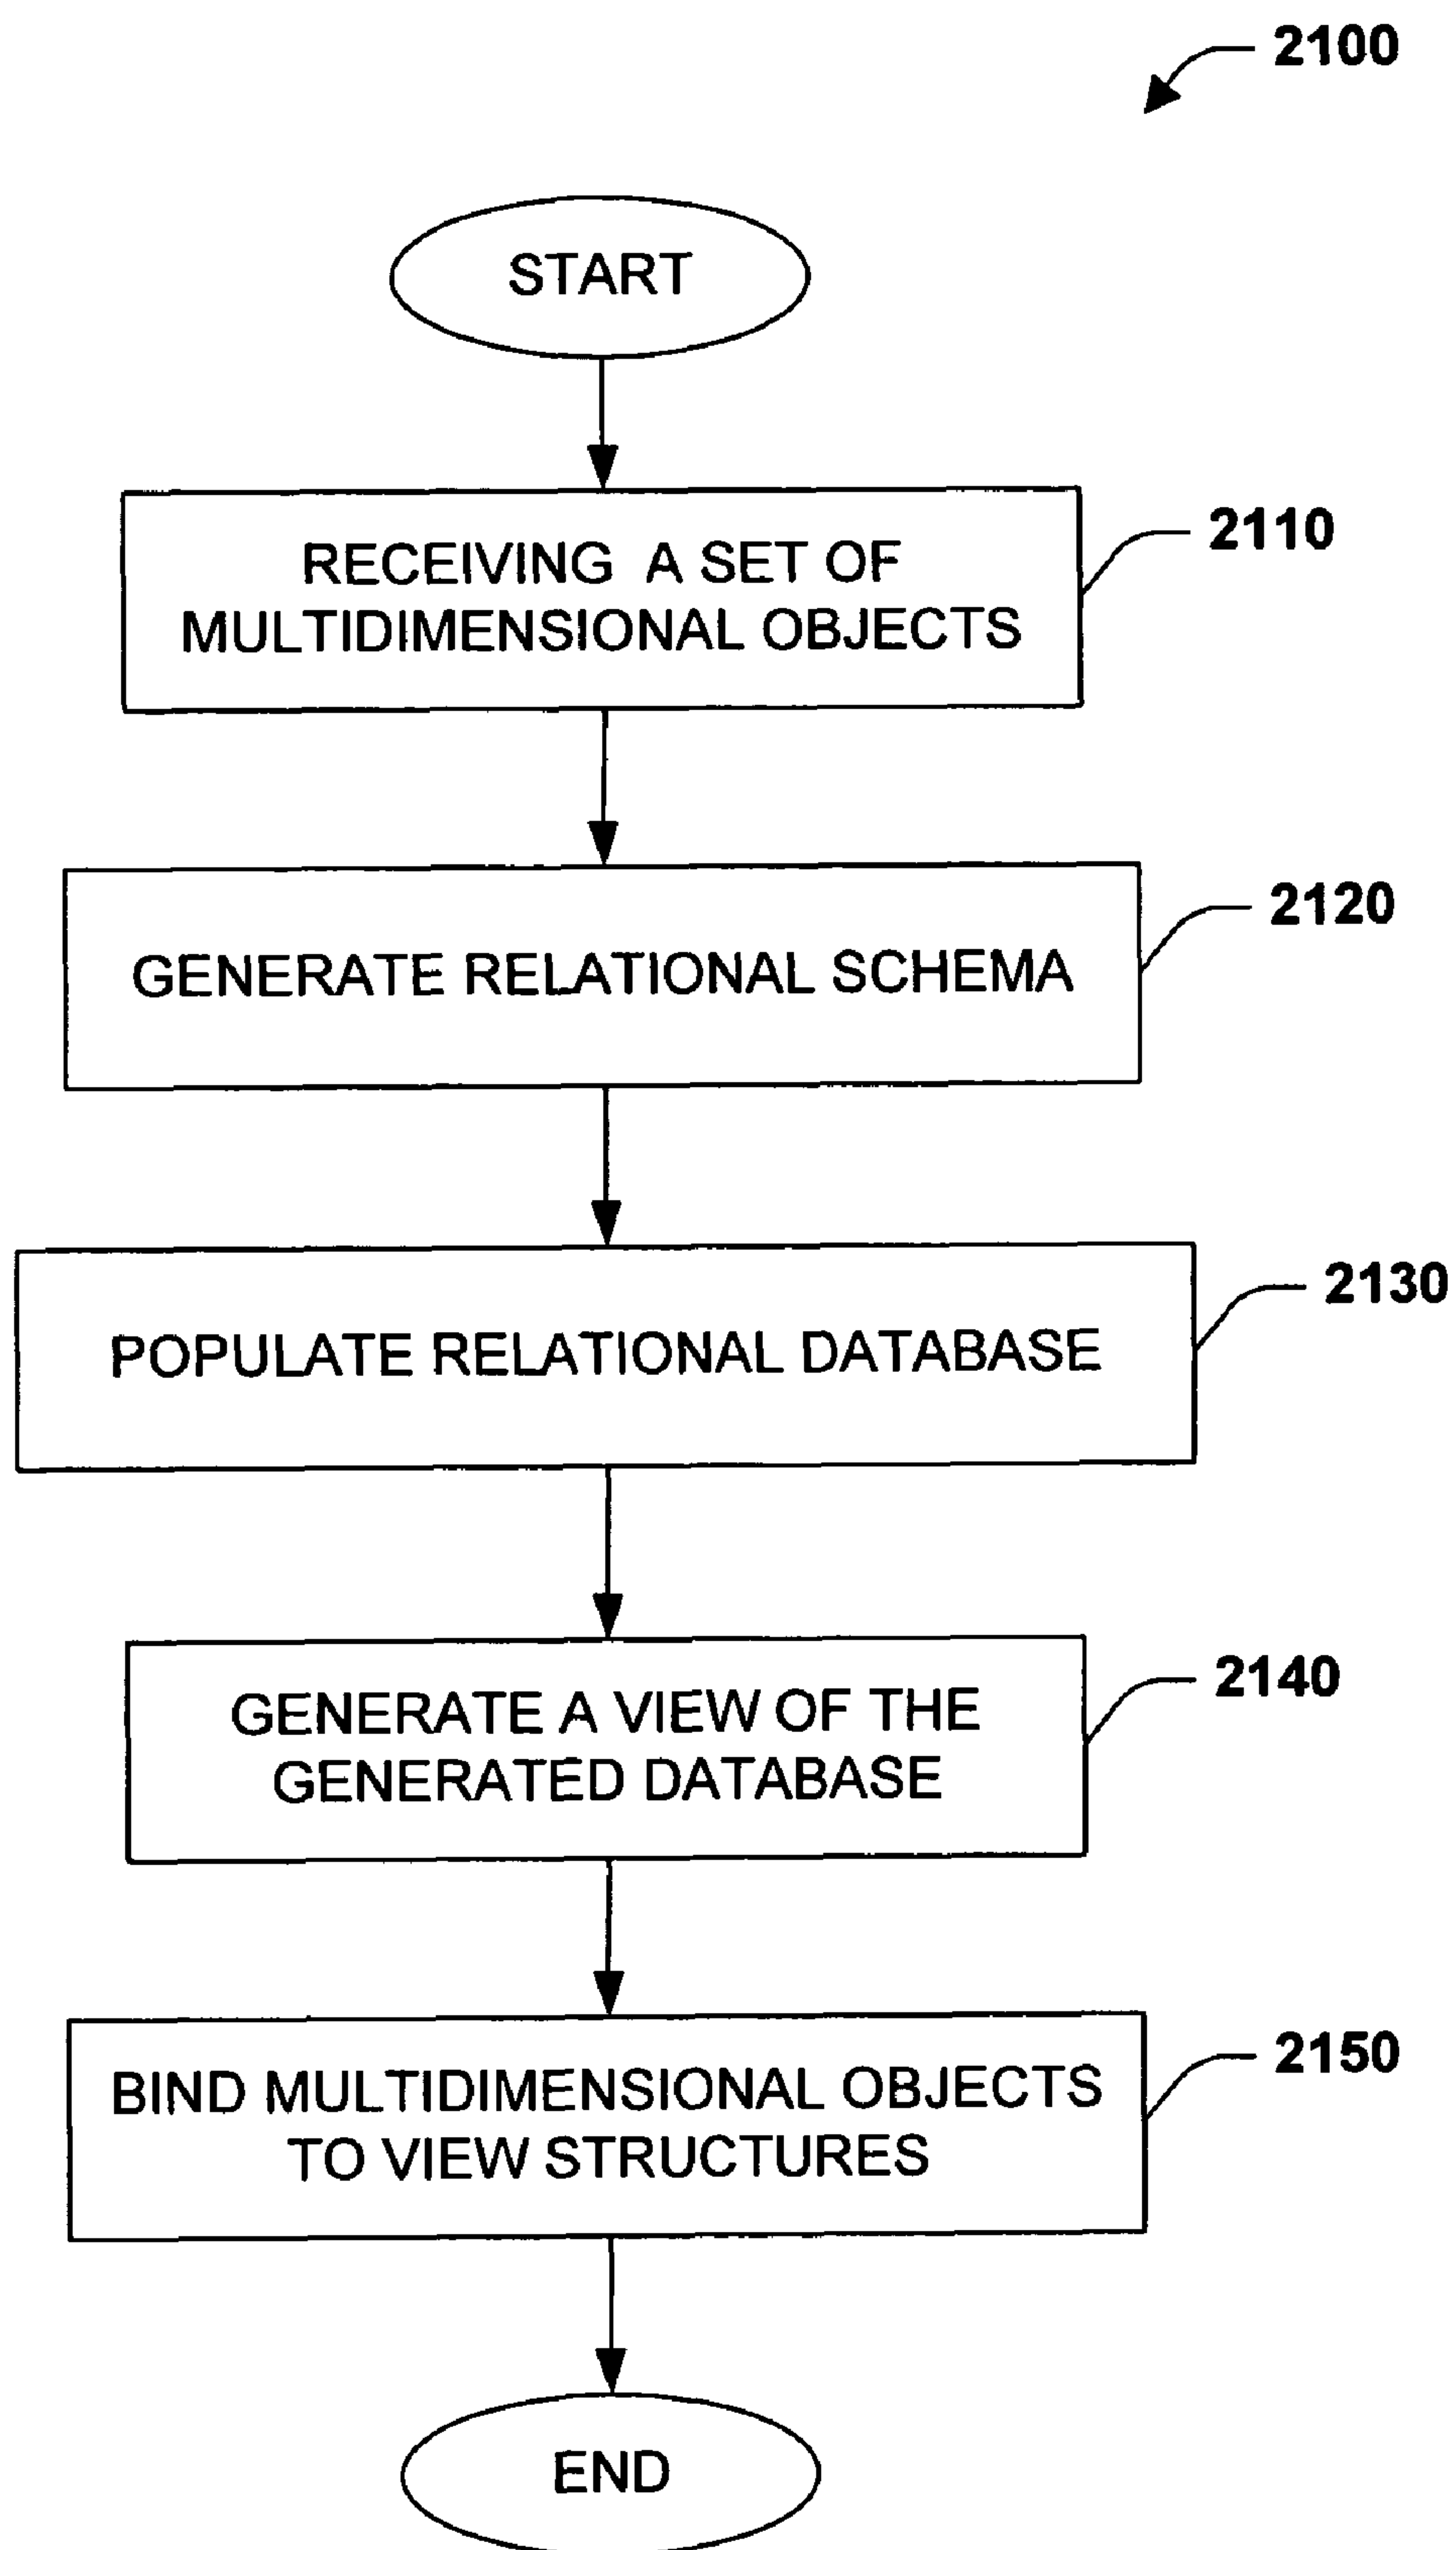 2100
START
RECEIVING A SET OF
MULTIDIMENSIONAL OBJECTS
2110
GENERATE RELATIONAL SCHEMA
2120
POPULATE RELATIONAL DATABASE
2130
GENERATE A VIEW OF THE
GENERATED DATABASE
2140
BIND MULTIDIMENSIONAL OBJECTS
TO VIEW STRUCTURES
2150
END